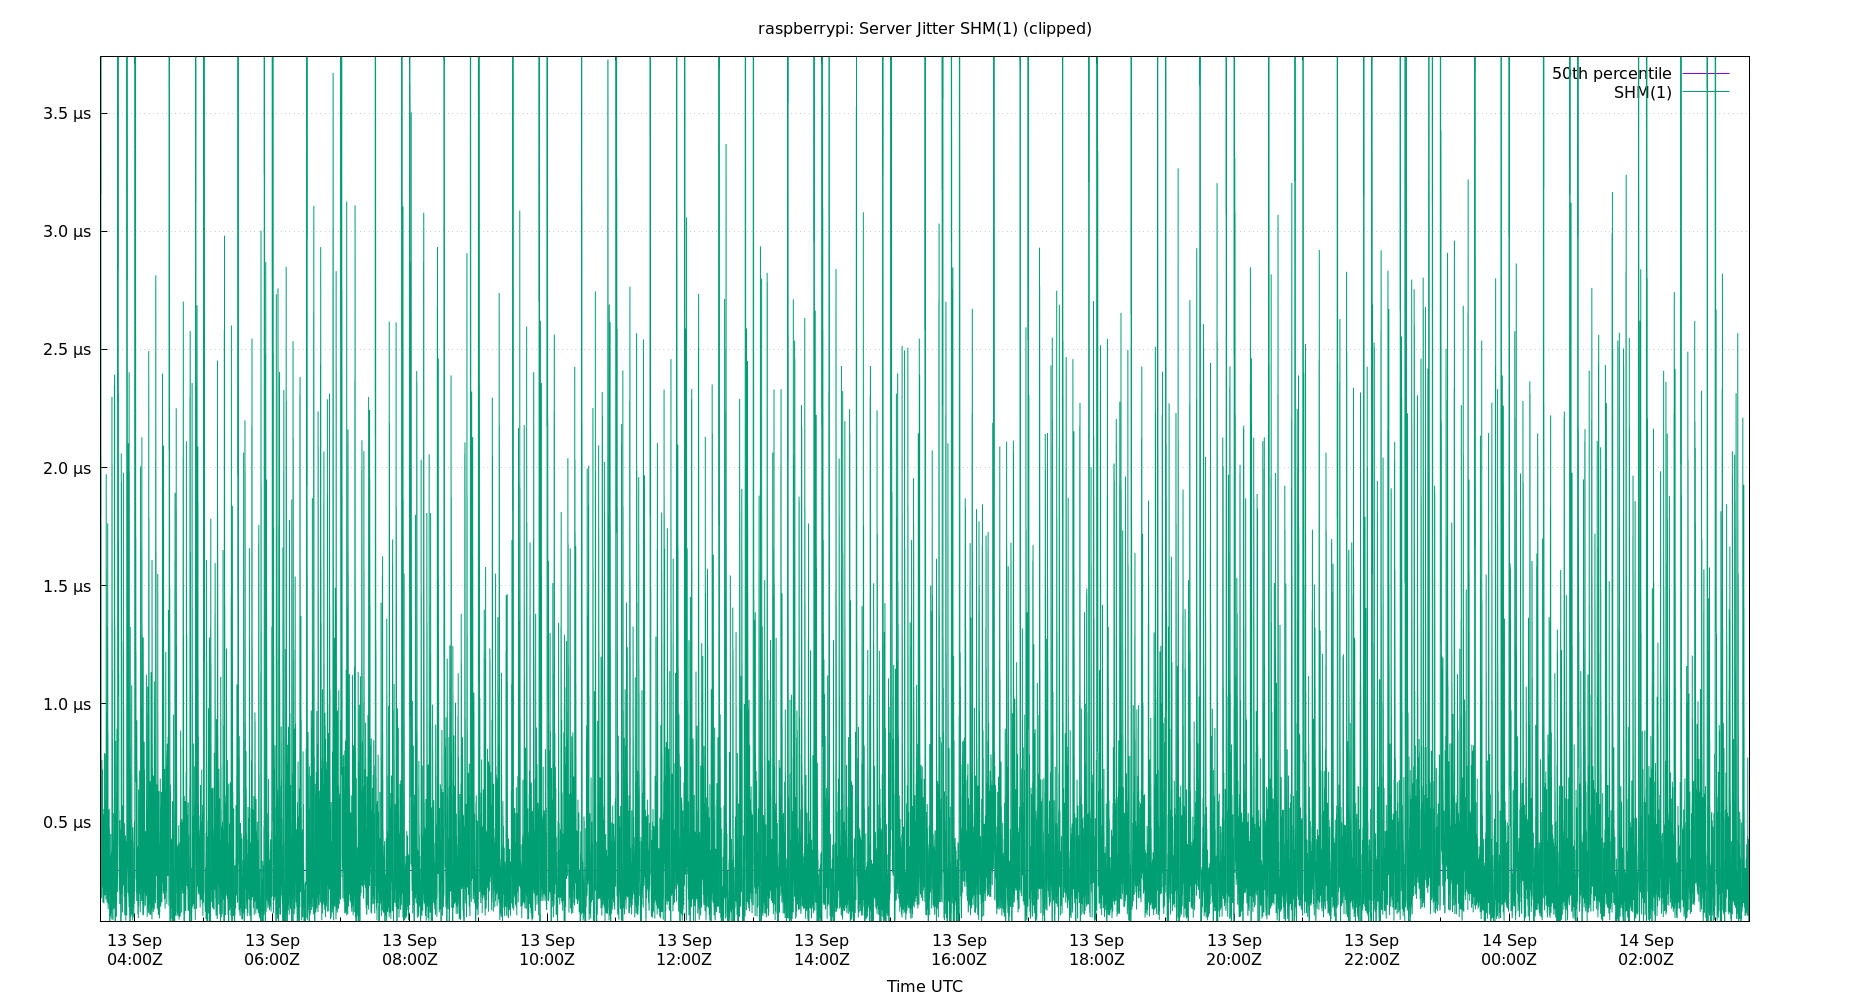 raspberrypi: Server Jitter SHM(1) (clipped)
50th percentile
SHM(1)
3.5 µs
3.0 µs
2.5 µs
2.0 µs
1.5 µs
1.0 µs
0.5 µs
13 Sep 13 Sep 13 Sep 13 Sep 13 Sep 13 Sep 13 Sep 13 Sep 13 Sep 13 Sep 14 Sep 14 Sep
04:00Z 06:00Z 08:00Z 10:00Z 12:00Z 14:00Z 16:00Z 18:00Z 20:00Z 22:00Z 00:00Z 02:00Z
Time UTC